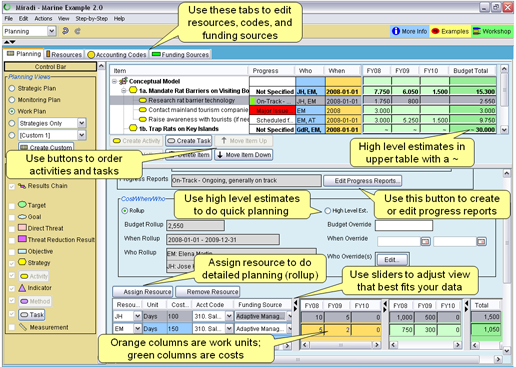 Miradi - Marine Example 2.0
File Edit Actions View Step-by-Step Help
Planning
More Info Examples Workshop
Use these tabs to edit
resources, codes, and
funding sources
Planning Resources Accounting Codes Funding Sources
Control Bar
Planning Views
Strategic Plan
Monitoring Plan
Work Plan
Strategies Only
[Custom 1]
Create Custom
Item Progress Who When FY08 FY09 FY10 Budget Total
Conceptual Model
1a. Mandate Rat Barriers on Visiting Bo Not Specified JH, EM, 2008-01-01 7,750 6,050 1,500 15,300
Research rat barrier technology On-Track - JH, EM 2008-01-01 1,750 800 2,550
Contact mainland tourism companies Major Issue EM 2008-01-01 3,000 3,000
Raise awareness with tourists (if nee Scheduled EM, AT 2008-01-01 3,000 5,250 1,500 9,750
1b. Trap Rats on Key Islands Not Specified GdR, EM, 2008-01-01 ~ 30,000
Create Activity Create Task Move Item Up
Delete Item Move Item Down
Use buttons to order
activities and tasks
High level estimates in
upper table with a ~
Results Chain
Target
Goal
Direct Threat
Threat Reduction Result
Objective
Strategy
Activity
Indicator
Method
Task
Measurement
Progress Reports On-Track - Ongoing, generally on track Edit Progress Reports...
Use high level estimates
to do quick planning
Use this button to create
or edit progress reports
Cost/When/Who
Rollup High Level Est.
Budget Rollup 2,550 Budget Override
When Rollup 2008-01-01 - 2009-12-31 When Override
Who Rollup EM: Elena Who Override(s) Edit...
JH: Jose
Assign resource to do
detailed planning (rollup)
Use sliders to adjust view
that best fits your data
Assign Resource Remove Resource
Resou... Unit Cost... Acct Code Funding Source FY08 FY09 FY10 FY08 FY09 FY10 Total
JH Days 100 310. Sal... Adaptive Manag... 10 5 0 1,000 500 0 1,500
EM Days 150 310. Sal... Adaptive Manag... 5 2 0 750 300 0 1,050
Orange columns are work units;
green columns are costs